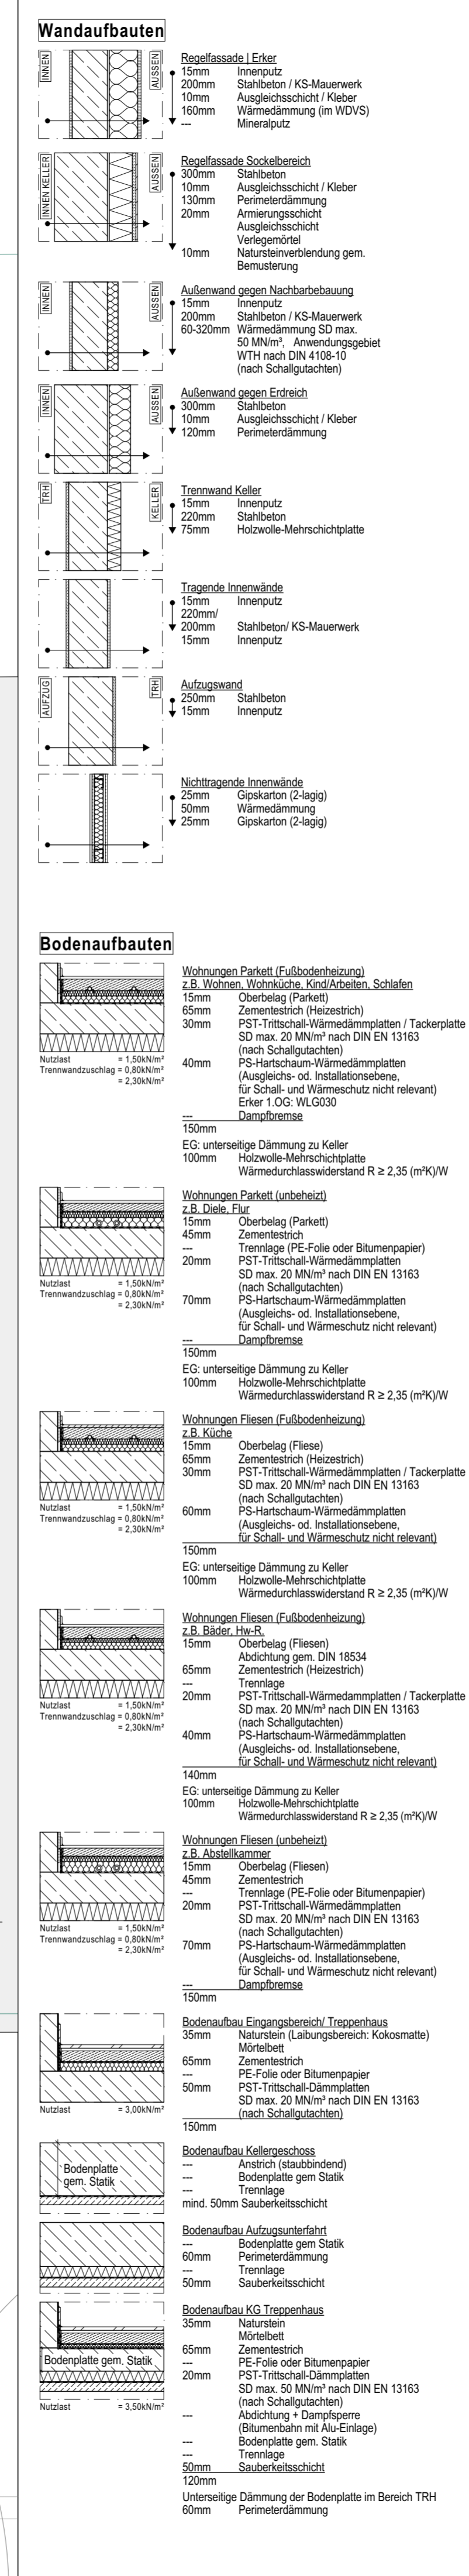 Wandaufbauten
INNEN
AUSSEN
Regelfassade | Erker
15mm Innenputz
200mm Stahlbeton / KS-Mauerwerk
10mm Ausgleichsschicht / Kleber
160mm Wärmedämmung (im WDVS)
--- Mineralputz
INNEN KELLER
AUSSEN
Regelfassade Sockelbereich
300mm Stahlbeton
10mm Ausgleichsschicht / Kleber
130mm Perimeterdämmung
20mm Armierungsschicht
Ausgleichsschicht
Verlegemörtel
10mm Natursteinverblendung gem.
Bemusterung
INNEN
AUSSEN
Außenwand gegen Nachbarbebauung
15mm Innenputz
200mm Stahlbeton / KS-Mauerwerk
60-320mm Wärmedämmung SD max.
50 MN/m³, Anwendungsgebiet
WTH nach DIN 4108-10
(nach Schallgutachten)
INNEN
AUSSEN
Außenwand gegen Erdreich
300mm Stahlbeton
10mm Ausgleichsschicht / Kleber
120mm Perimeterdämmung
TRH
KELLER
Trennwand Keller
15mm Innenputz
220mm Stahlbeton
75mm Holzwolle-Mehrschichtplatte
Tragende Innenwände
15mm Innenputz
220mm/
200mm Stahlbeton/ KS-Mauerwerk
15mm Innenputz
AUFZUG
TRH
Aufzugswand
250mm Stahlbeton
15mm Innenputz
Nichttragende Innenwände
25mm Gipskarton (2-lagig)
50mm Wärmedämmung
25mm Gipskarton (2-lagig)
Bodenaufbauten
Nutzlast = 1,50kN/m²
Trennwandzuschlag = 0,80kN/m²
= 2,30kN/m²
Wohnungen Parkett (Fußbodenheizung)
z.B. Wohnen, Wohnküche, Kind/Arbeiten, Schlafen
15mm Oberbelag (Parkett)
65mm Zementestrich (Heizestrich)
30mm PST-Trittschall-Wärmedämmplatten / Tackerplatte
SD max. 20 MN/m³ nach DIN EN 13163
(nach Schallgutachten)
40mm PS-Hartschaum-Wärmedämmplatten
(Ausgleichs- od. Installationsebene,
für Schall- und Wärmeschutz nicht relevant)
Erker 1.OG: WLG030
--- Dampfbremse
150mm
EG: unterseitige Dämmung zu Keller
100mm Holzwolle-Mehrschichtplatte
Wärmedurchlasswiderstand R ≥ 2,35 (m²K)/W
Nutzlast = 1,50kN/m²
Trennwandzuschlag = 0,80kN/m²
= 2,30kN/m²
Wohnungen Parkett (unbeheizt)
z.B. Diele, Flur
15mm Oberbelag (Parkett)
45mm Zementestrich
--- Trennlage (PE-Folie oder Bitumenpapier)
20mm PST-Trittschall-Wärmedämmplatten
SD max. 20 MN/m³ nach DIN EN 13163
(nach Schallgutachten)
70mm PS-Hartschaum-Wärmedämmplatten
(Ausgleichs- od. Installationsebene,
für Schall- und Wärmeschutz nicht relevant)
--- Dampfbremse
150mm
EG: unterseitige Dämmung zu Keller
100mm Holzwolle-Mehrschichtplatte
Wärmedurchlasswiderstand R ≥ 2,35 (m²K)/W
Nutzlast = 1,50kN/m²
Trennwandzuschlag = 0,80kN/m²
= 2,30kN/m²
Wohnungen Fliesen (Fußbodenheizung)
z.B. Küche
15mm Oberbelag (Fliese)
65mm Zementestrich (Heizestrich)
30mm PST-Trittschall-Wärmedämmplatten / Tackerplatte
SD max. 20 MN/m³ nach DIN EN 13163
(nach Schallgutachten)
60mm PS-Hartschaum-Wärmedämmplatten
(Ausgleichs- od. Installationsebene,
für Schall- und Wärmeschutz nicht relevant)
150mm
EG: unterseitige Dämmung zu Keller
100mm Holzwolle-Mehrschichtplatte
Wärmedurchlasswiderstand R ≥ 2,35 (m²K)/W
Nutzlast = 1,50kN/m²
Trennwandzuschlag = 0,80kN/m²
= 2,30kN/m²
Wohnungen Fliesen (Fußbodenheizung)
z.B. Bäder, Hw-R.
15mm Oberbelag (Fliesen)
Abdichtung gem. DIN 18534
65mm Zementestrich (Heizestrich)
--- Trennlage
20mm PST-Trittschall-Wärmedammplatten / Tackerplatte
SD max. 20 MN/m³ nach DIN EN 13163
(nach Schallgutachten)
40mm PS-Hartschaum-Wärmedämmplatten
(Ausgleichs- od. Installationsebene,
für Schall- und Wärmeschutz nicht relevant)
140mm
EG: unterseitige Dämmung zu Keller
100mm Holzwolle-Mehrschichtplatte
Wärmedurchlasswiderstand R ≥ 2,35 (m²K)/W
Nutzlast = 1,50kN/m²
Trennwandzuschlag = 0,80kN/m²
= 2,30kN/m²
Wohnungen Fliesen (unbeheizt)
z.B. Abstellkammer
15mm Oberbelag (Fliesen)
45mm Zementestrich
--- Trennlage (PE-Folie oder Bitumenpapier)
20mm PST-Trittschall-Wärmedämmplatten
SD max. 20 MN/m³ nach DIN EN 13163
(nach Schallgutachten)
70mm PS-Hartschaum-Wärmedämmplatten
(Ausgleichs- od. Installationsebene,
für Schall- und Wärmeschutz nicht relevant)
--- Dampfbremse
150mm
Nutzlast = 3,00kN/m²
Bodenaufbau Eingangsbereich/ Treppenhaus
35mm Naturstein (Laibungsbereich: Kokosmatte)
Mörtelbett
65mm Zementestrich
--- PE-Folie oder Bitumenpapier
50mm PST-Trittschall-Dämmplatten
SD max. 20 MN/m³ nach DIN EN 13163
(nach Schallgutachten)
150mm
Bodenplatte
gem. Statik
Bodenaufbau Kellergeschoss
--- Anstrich (staubbindend)
--- Bodenplatte gem Statik
--- Trennlage
mind. 50mm Sauberkeitsschicht
Bodenaufbau Aufzugsunterfahrt
--- Bodenplatte gem Statik
60mm Perimeterdämmung
--- Trennlage
50mm Sauberkeitsschicht
Bodenplatte gem. Statik
Nutzlast = 3,50kN/m²
Bodenaufbau KG Treppenhaus
35mm Naturstein
Mörtelbett
65mm Zementestrich
--- PE-Folie oder Bitumenpapier
20mm PST-Trittschall-Dämmplatten
SD max. 50 MN/m³ nach DIN EN 13163
(nach Schallgutachten)
--- Abdichtung + Dampfsperre
(Bitumenbahn mit Alu-Einlage)
--- Bodenplatte gem. Statik
--- Trennlage
50mm Sauberkeitsschicht
120mm
Unterseitige Dämmung der Bodenplatte im Bereich TRH
60mm Perimeterdämmung